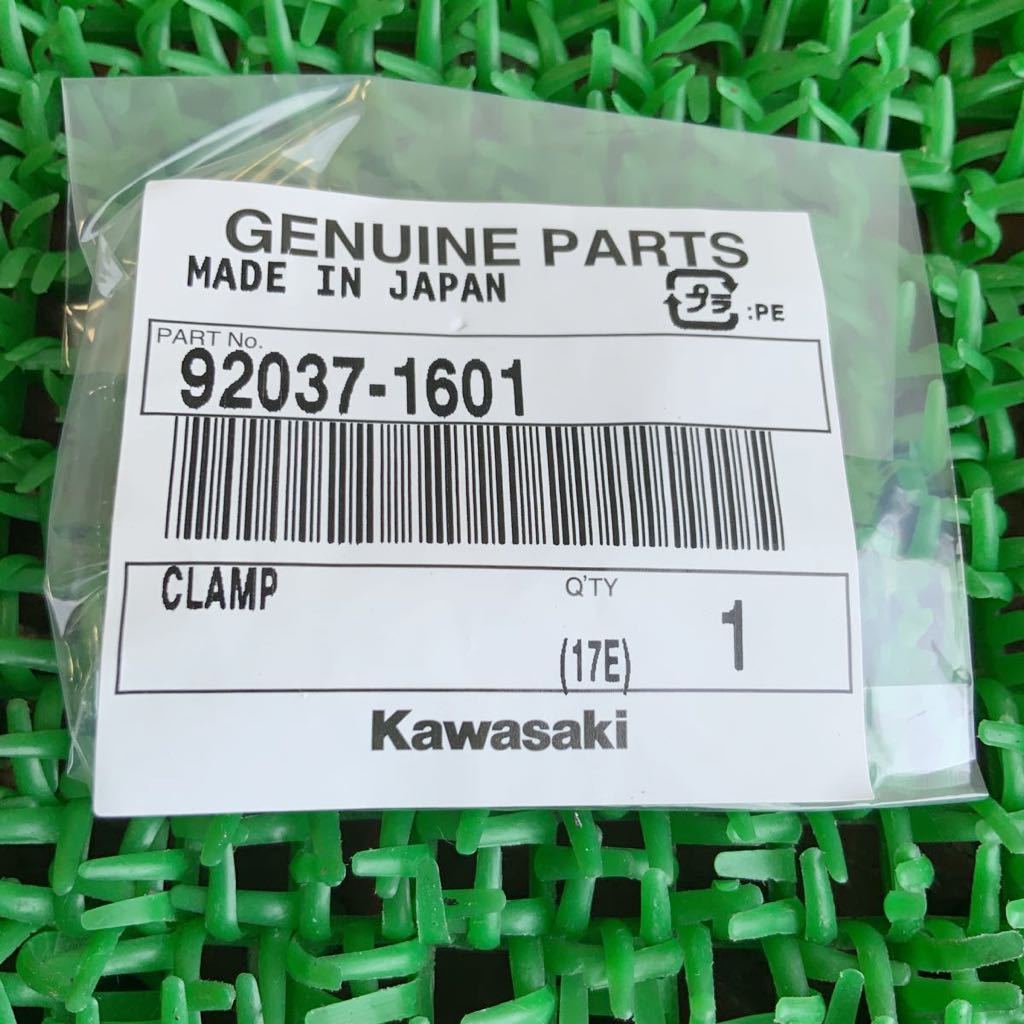 GENUINE PARTS
MADE IN JAPAN
プラ :PE
PART No.
92037-1601
CLAMP
Q'TY
(17E) 1
Kawasaki